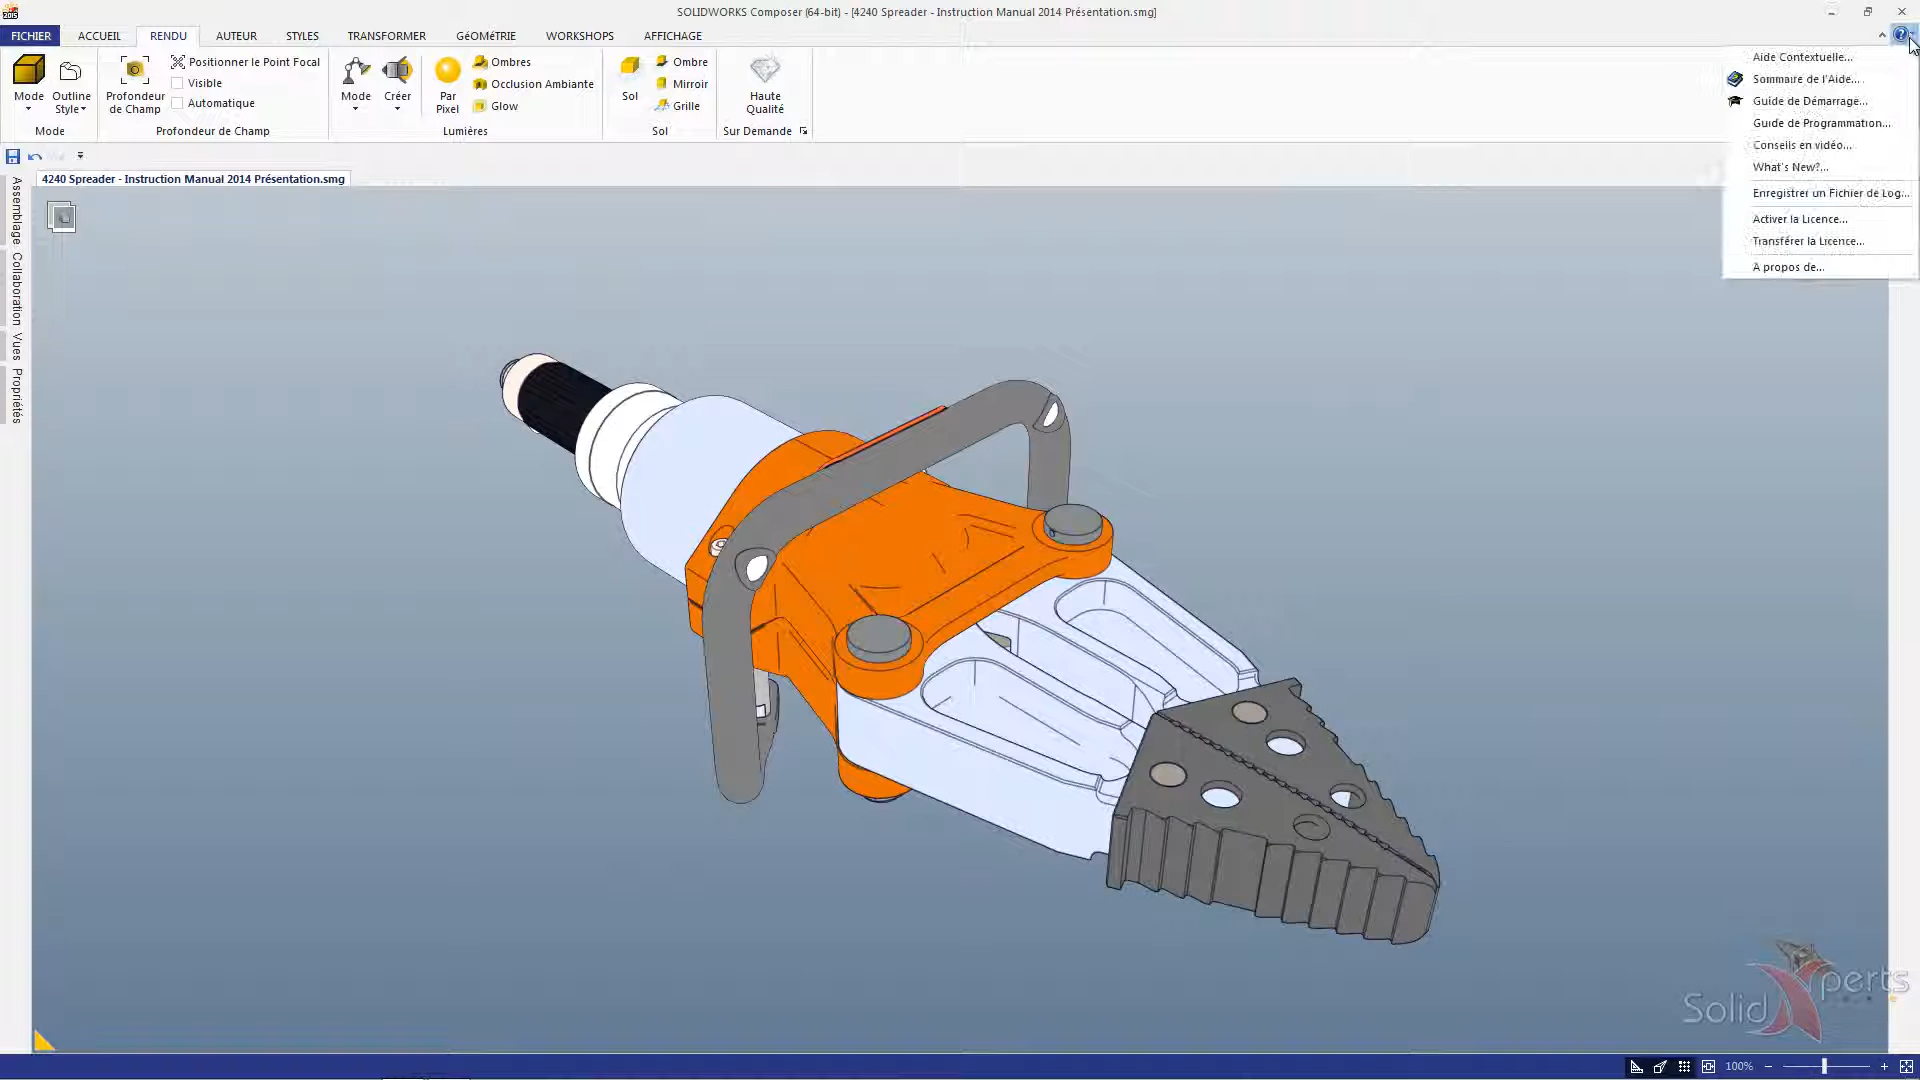 SOLIDWORKS Composer (64-bit) - [4240 Spreader - Instruction Manual 2014 Présentation.smg]
FICHIER ACCUEIL RENDU AUTEUR STYLES TRANSFORMER GéOMéTRIE WORKSHOPS AFFICHAGE
Mode
Outline Style
Mode
Profondeur de Champ
Positionner le Point Focal
Visible
Automatique
Profondeur de Champ
Mode
Créer
Par Pixel
Ombres
Occlusion Ambiante
Glow
Lumières
Sol
Ombre
Miroir
Grille
Sol
Haute Qualité
Sur Demande
Aide Contextuelle...
Sommaire de l'Aide...
Guide de Démarrage...
Guide de Programmation...
Conseils en vidéo...
What's New?...
Enregistrer un Fichier de Log...
Activer la Licence...
Transférer la Licence...
A propos de...
4240 Spreader - Instruction Manual 2014 Présentation.smg
Assemblage
Collaboration
Vues
Propriétés
SolidXperts
100%